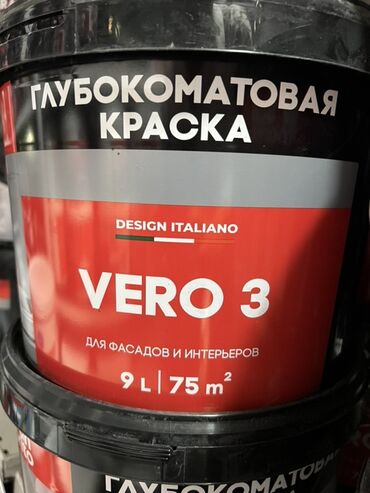 ГЛУБОКОМАТОВАЯ
КРАСКА
DESIGN ITALIANO
VERO 3
ДЛЯ ФАСАДОВ И ИНТЕРЬЕРОВ
9 L | 75 m²
ГЛУБОКОМАТОВАЯ